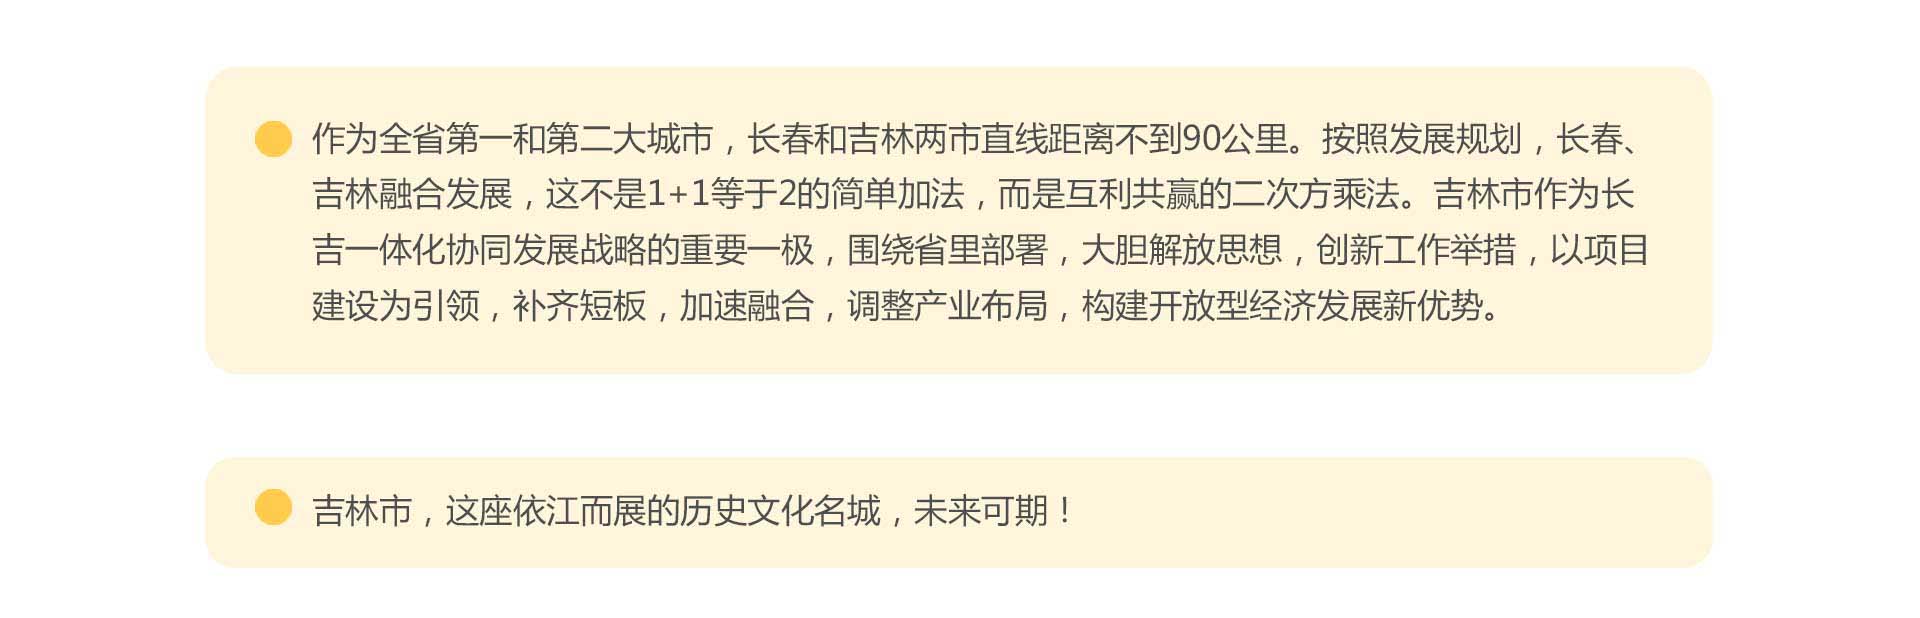 作为全省第一和第二大城市，长春和吉林两市直线距离不到90公里。按照发展规划，长春、
吉林融合发展，这不是1+1等于2的简单加法，而是互利共赢的二次方乘法。吉林市作为长
吉一体化协同发展战略的重要一极，围绕省里部署，大胆解放思想，创新工作举措，以项目
建设为引领，补齐短板，加速融合，调整产业布局，构建开放型经济发展新优势。
吉林市，这座依江而展的历史文化名城，未来可期！